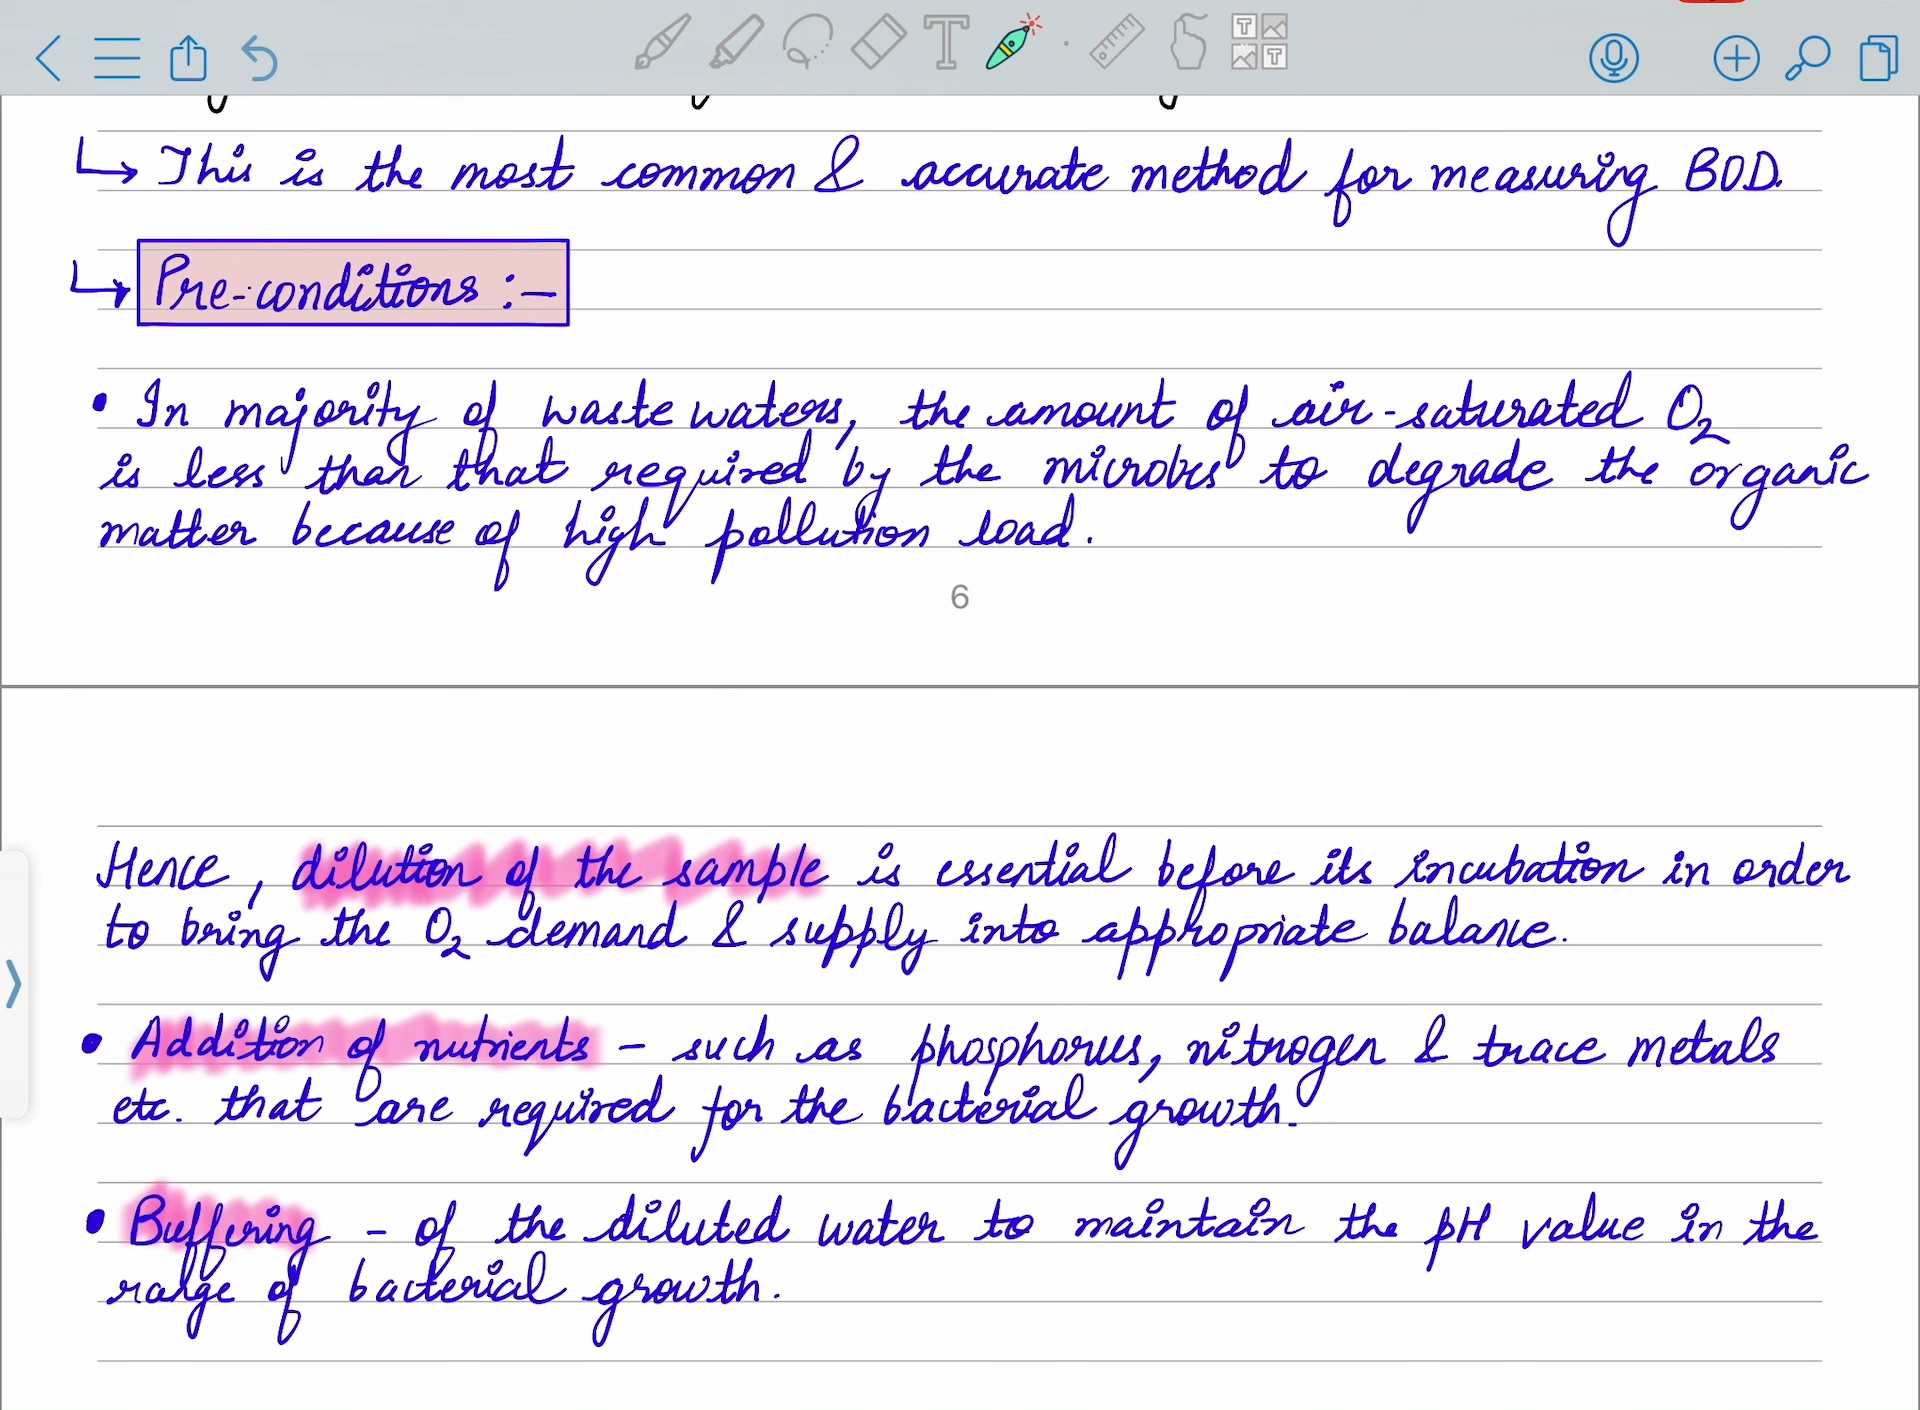 ↳ This is the most common & accurate method for measuring BOD.
↳ Pre-conditions :-
• In majority of waste waters, the amount of air-saturated O₂
is less than that required by the microbes to degrade the organic
matter because of high pollution load.
6
Hence, dilution of the sample is essential before its incubation in order
to bring the O₂ demand & supply into appropriate balance.
• Addition of nutrients - such as phosphorus, nitrogen & trace metals
etc. that are required for the bacterial growth.
• Buffering - of the diluted water to maintain the pH value in the
range of bacterial growth.